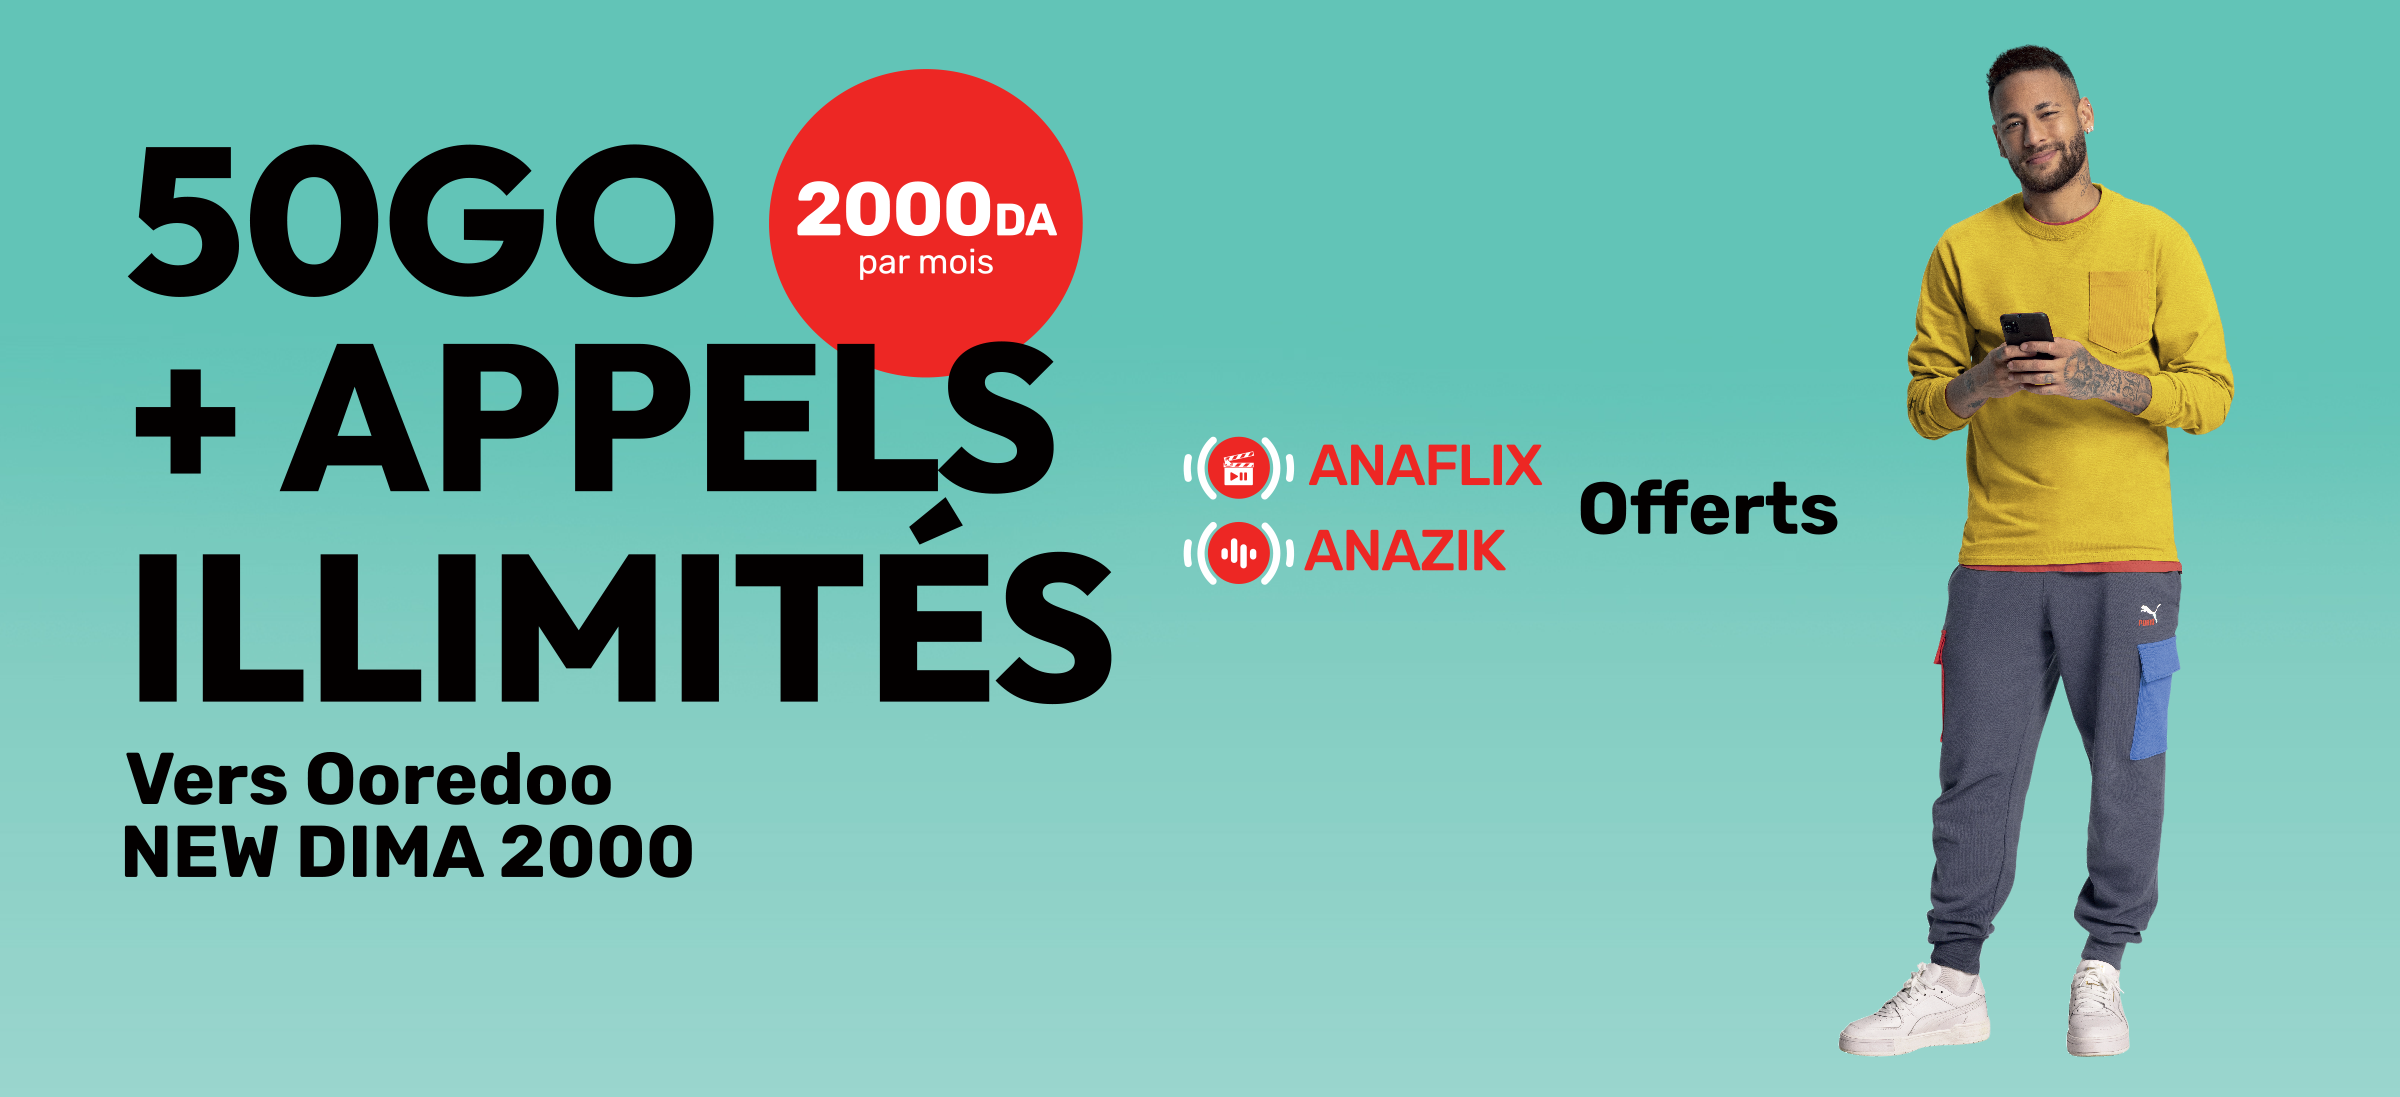 50GO
2000DA
par mois
+ APPELS
ILLIMITÉS
Vers Ooredoo
NEW DIMA 2000
ANAFLIX
ANAZIK
Offerts